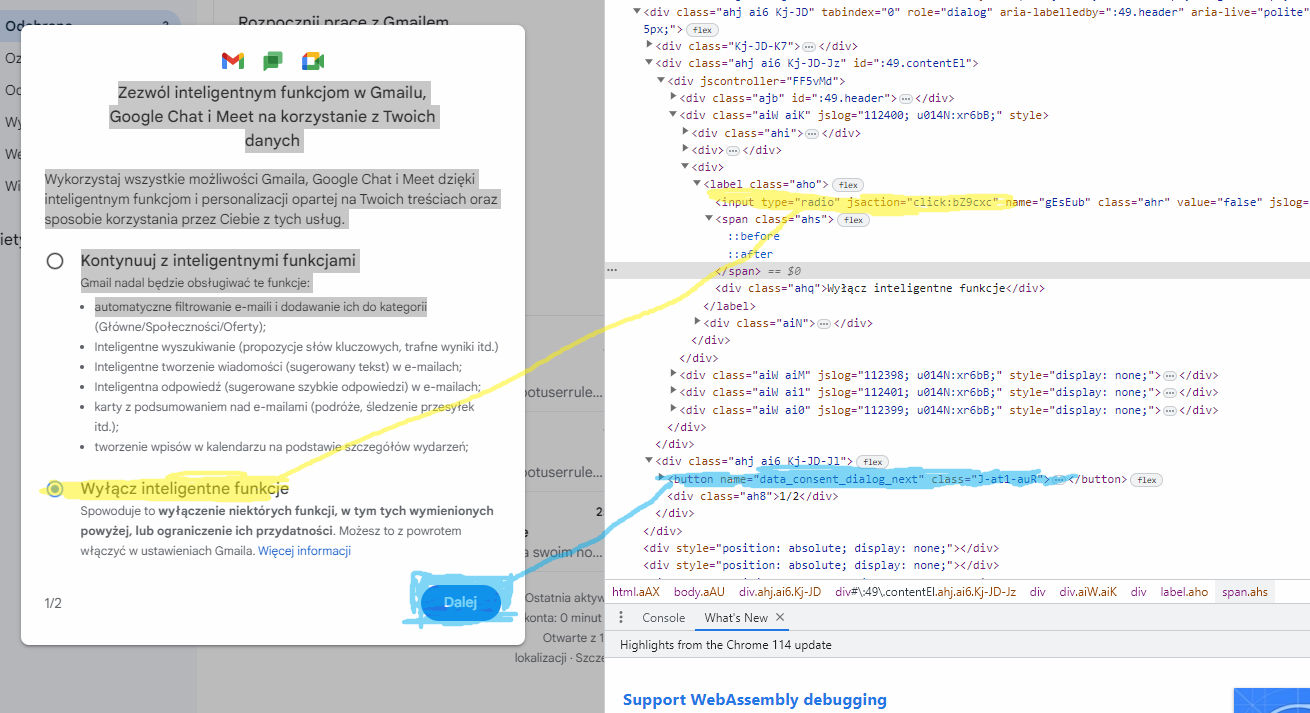 Rozpocznij pracę z Gmailem
Zezwól inteligentnym funkcjom w Gmailu,
Google Chat i Meet na korzystanie z Twoich
danych
Wykorzystaj wszystkie możliwości Gmaila, Google Chat i Meet dzięki
inteligentnym funkcjom i personalizacji opartej na Twoich treściach oraz
sposobie korzystania przez Ciebie z tych usług.
Kontynuuj z inteligentnymi funkcjami
Gmail nadal będzie obsługiwać te funkcje:
• automatyczne filtrowanie e-maili i dodawanie ich do kategorii
(Główne/Społeczności/Oferty);
• Inteligentne wyszukiwanie (propozycje słów kluczowych, trafne wyniki itd.)
• Inteligentne tworzenie wiadomości (sugerowany tekst) w e-mailach;
• Inteligentna odpowiedź (sugerowane szybkie odpowiedzi) w e-mailach;
• karty z podsumowaniem nad e-mailami (podróże, śledzenie przesyłek
itd.);
• tworzenie wpisów w kalendarzu na podstawie szczegółów wydarzeń;
Wyłącz inteligentne funkcje
Spowoduje to wyłączenie niektórych funkcji, w tym tych wymienionych
powyżej, lub ograniczenie ich przydatności. Możesz to z powrotem
włączyć w ustawieniach Gmaila. Więcej informacji
1/2
Dalej
otuserrule...
otuserrule...
a swoim no...
Ostatnia aktyw
konta: 0 minut
Otwarte z 1
lokalizacji · Szcze
<div class="ahj ai6 Kj-JD" tabindex="0" role="dialog" aria-labelledby=":49.header" aria-live="polite"
5px;"> flex
<div class="Kj-JD-K7">…</div>
<div class="ahj ai6 Kj-JD-Jz" id=":49.contentEl">
<div jscontroller="FF5vMd">
<div class="ajb" id=":49.header">…</div>
<div class="aiW aiK" jslog="112400; u014N:xr6bB;" style>
<div class="ahi">…</div>
<div>…</div>
<div>
<label class="aho"> flex
<input type="radio" jsaction="click:bZ9cxc" name="gEsEub" class="ahr" value="false" jslog=
<span class="ahs"> flex
::before
::after
</span> == $0
<div class="ahq">Wyłącz inteligentne funkcje</div>
</label>
<div class="aiN">…</div>
</div>
</div>
<div class="aiW aiM" jslog="112398; u014N:xr6bB;" style="display: none;">…</div>
<div class="aiW ai1" jslog="112401; u014N:xr6bB;" style="display: none;">…</div>
<div class="aiW ai0" jslog="112399; u014N:xr6bB;" style="display: none;">…</div>
</div>
</div>
<div class="ahj ai6 Kj-JD-Jl"> flex
<button name="data_consent_dialog_next" class="J-at1-auR">…</button> flex
<div class="ah8">1/2</div>
</div>
</div>
<div style="position: absolute; display: none;"></div>
<div style="position: absolute; display: none;"></div>
html.aAX body.aAU div.ahj.ai6.Kj-JD div#\:49\.contentEl.ahj.ai6.Kj-JD-Jz div div.aiW.aiK div label.aho span.ahs
Console What's New ×
Highlights from the Chrome 114 update
Support WebAssembly debugging